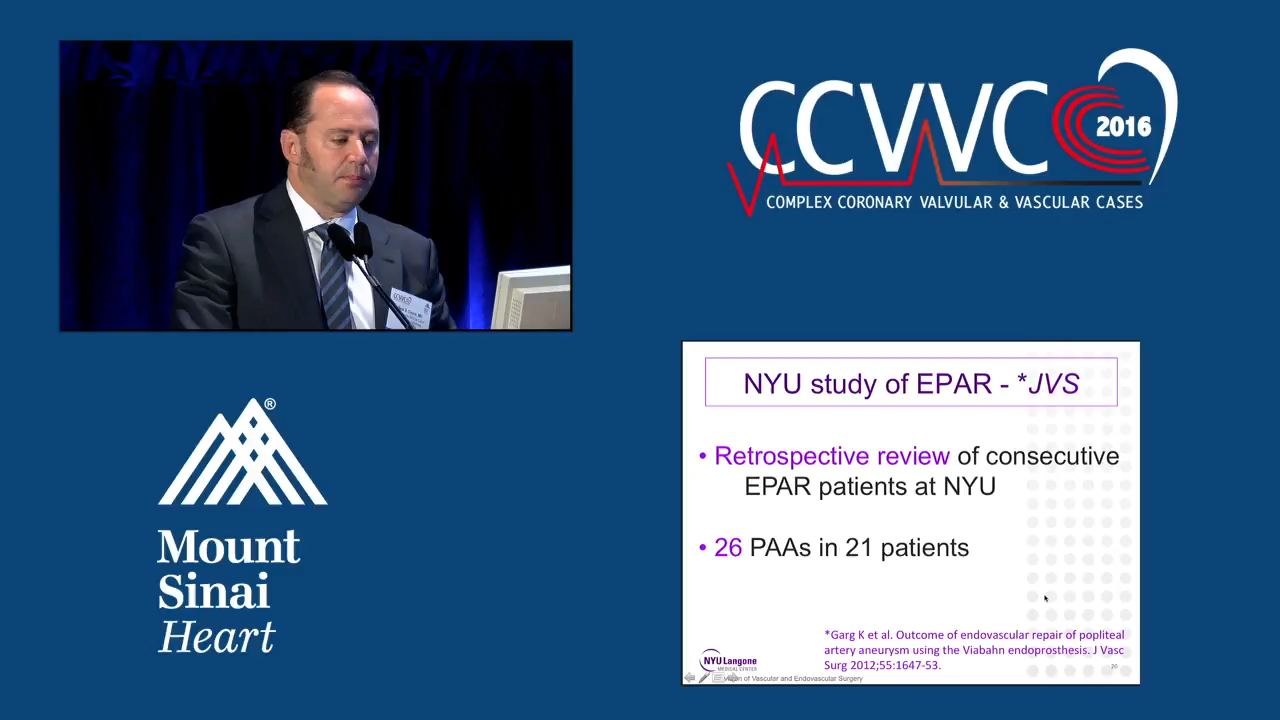 CCVVC
2016
COMPLEX CORONARY VALVULAR & VASCULAR CASES
CCVVC
®
Mount
Sinai
Heart
NYU study of EPAR - *JVS
• Retrospective review of consecutive
EPAR patients at NYU
• 26 PAAs in 21 patients
*Garg K et al. Outcome of endovascular repair of popliteal
artery aneurysm using the Viabahn endoprosthesis. J Vasc
Surg 2012;55:1647-53.
NYU Langone
MEDICAL CENTER
20
of Vascular and Endovascular Surgery